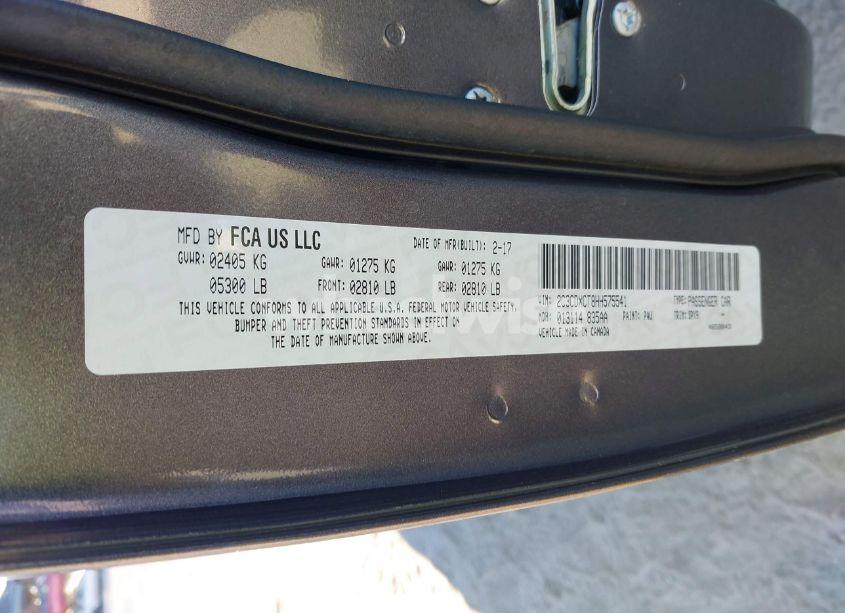 MFD BY FCA US LLC
DATE OF MFR(BUILT): 2-17
GVWR: 02405 KG
GAWR: 01275 KG
GAWR: 01275 KG
05300 LB
FRONT: 02810 LB
REAR: 02810 LB
THIS VEHICLE CONFORMS TO ALL APPLICABLE U.S.A. FEDERAL MOTOR VEHICLE SAFETY,
BUMPER AND THEFT PREVENTION STANDARDS IN EFFECT ON
THE DATE OF MANUFACTURE SHOWN ABOVE.
VIN: 2C3CDXCT8HH575541
TYPE: PASSENGER CAR
MDH: 013114 835AA
PAINT: PAU
VEHICLE MADE IN CANADA